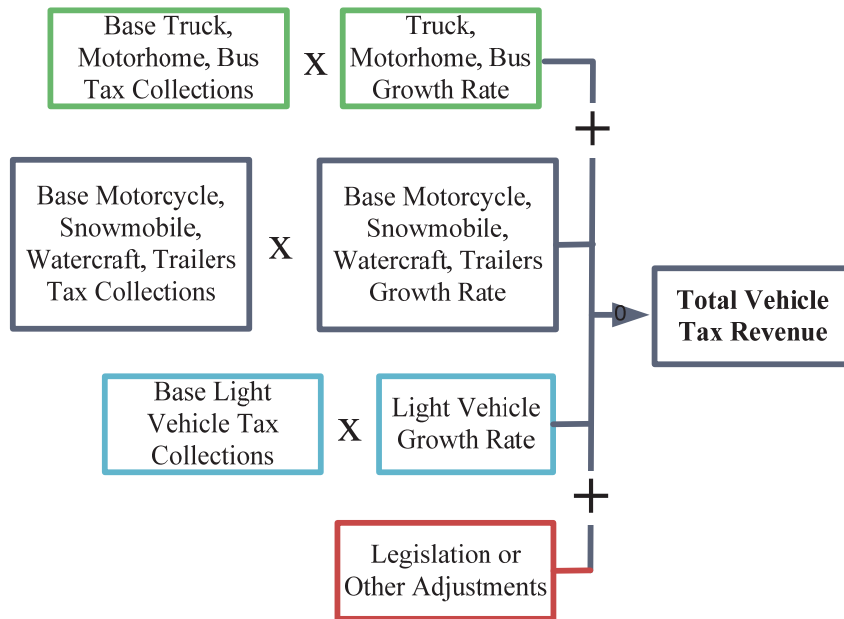 Base Truck,
Motorhome, Bus
Tax Collections
X
Truck,
Motorhome, Bus
Growth Rate
+
Base Motorcycle,
Snowmobile,
Watercraft, Trailers
Tax Collections
X
Base Motorcycle,
Snowmobile,
Watercraft, Trailers
Growth Rate
0
Total Vehicle
Tax Revenue
Base Light
Vehicle Tax
Collections
X
Light Vehicle
Growth Rate
+
Legislation or
Other Adjustments